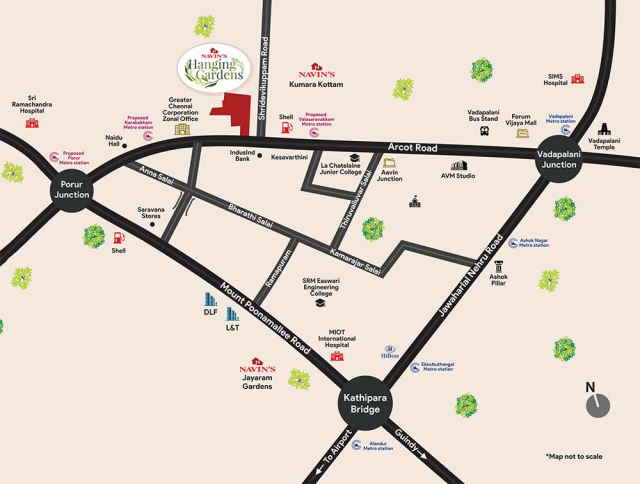 NAVIN'S
Hanging
Gardens
Shridevikuppam Road
NAVIN'S
Kumara Kottam
SIMS
Hospital
Sri
Ramachandra
Hospital
Greater
Chennai
Corporation
Zonal Office
Proposed
Karabakkam
Metro station
Naidu
Hall
Shell
Proposed
Valasaravakkam
Metro station
Vadapalani
Bus Stand
Forum
Vijaya Mall
Vadapalani
Metro station
Vadapalani
Temple
Proposed
Porur
Metro station
IndusInd
Bank
Kesavarthini
Arcot Road
Vadapalani
Junction
La Chatelaine
Junior College
Aavin
Junction
AVM Studio
Porur
Junction
Anna Salai
Thiruvalluvar Salai
Saravana
Stores
Bharathi Salai
Shell
Kamarajar Salai
Ramapuram
Jawaharlal Nehru Road
Ashok Nagar
Metro station
Ashok
Pillar
SRM Easwari
Engineering
College
Mount Poonamallee Road
DLF
L&T
MIOT
International
Hospital
Hilton
Ekkattuthangal
Metro station
NAVIN'S
Jayaram
Gardens
Kathipara
Bridge
N
To Airport
Alandur
Metro station
Guindy
*Map not to scale